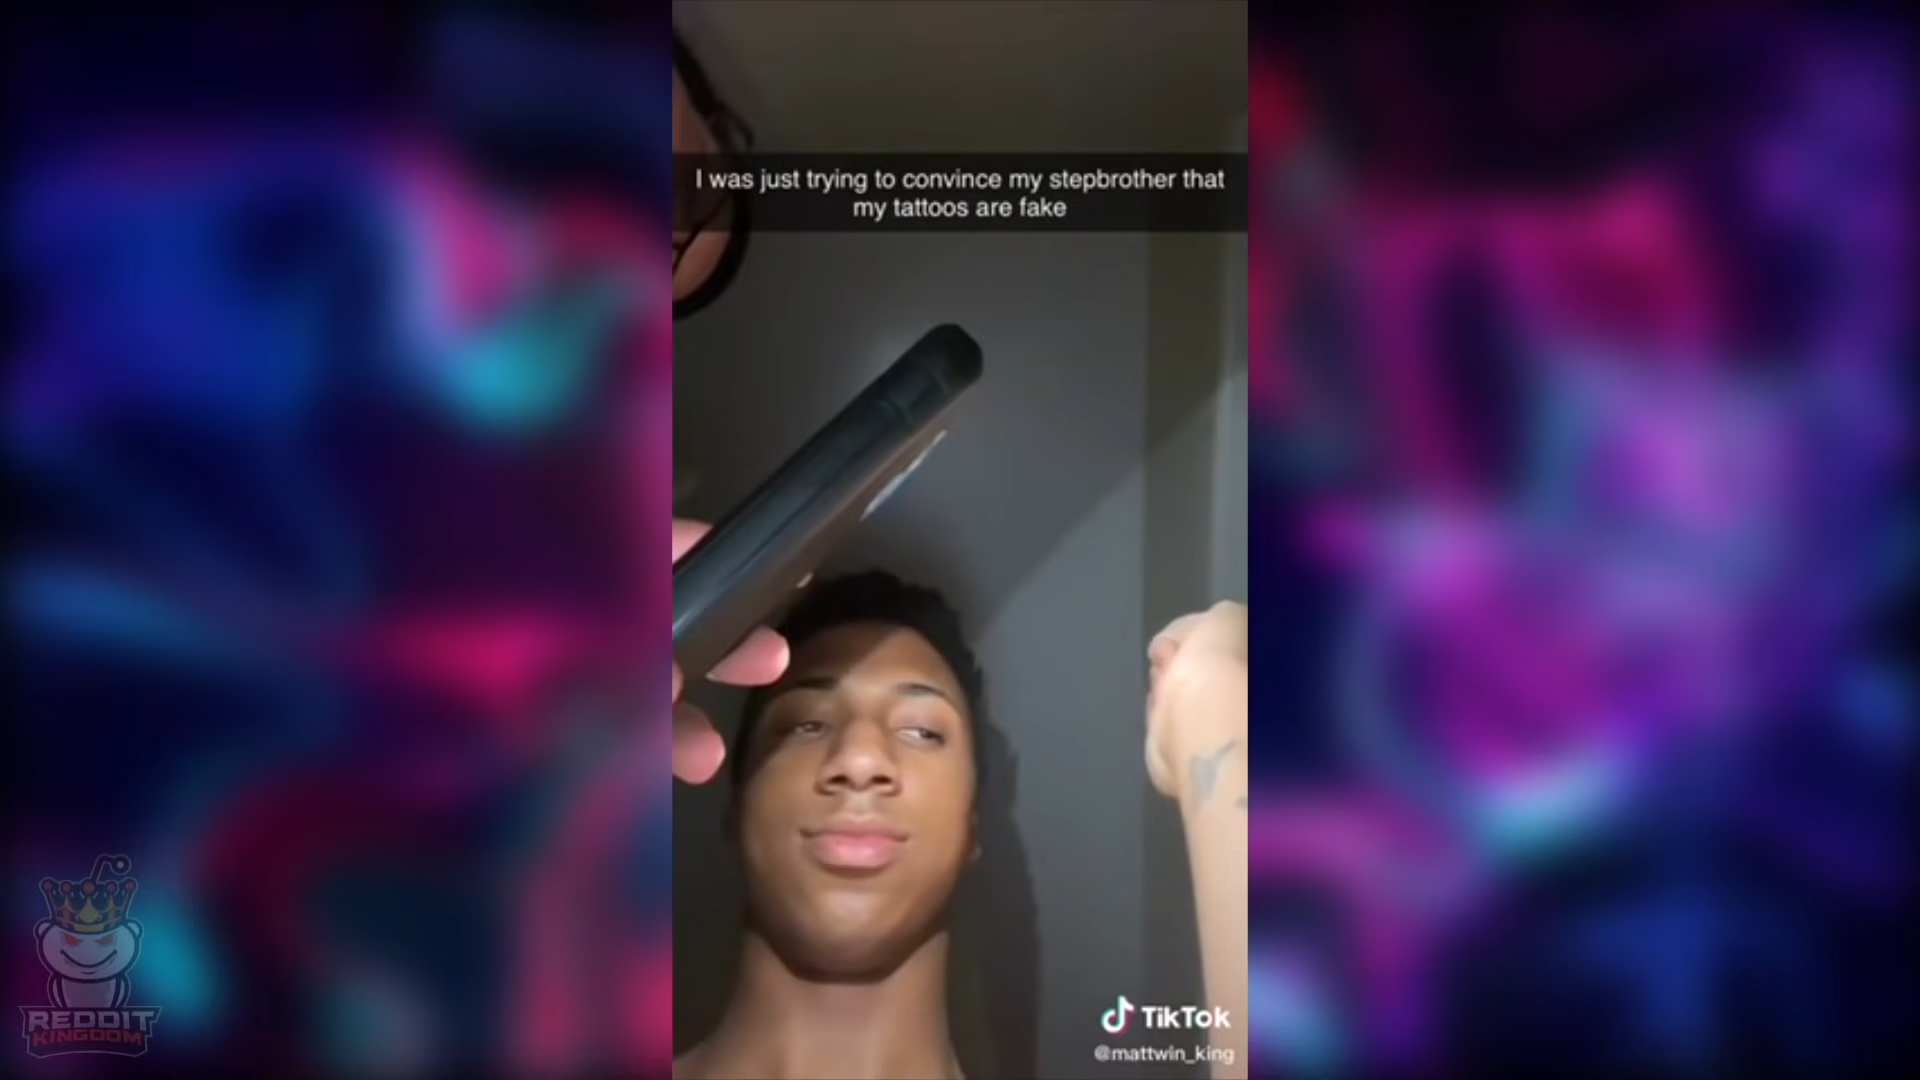 I was just trying to convince my stepbrother that
my tattoos are fake
TikTok
@mattwin_king
REDDIT
KINGDOM